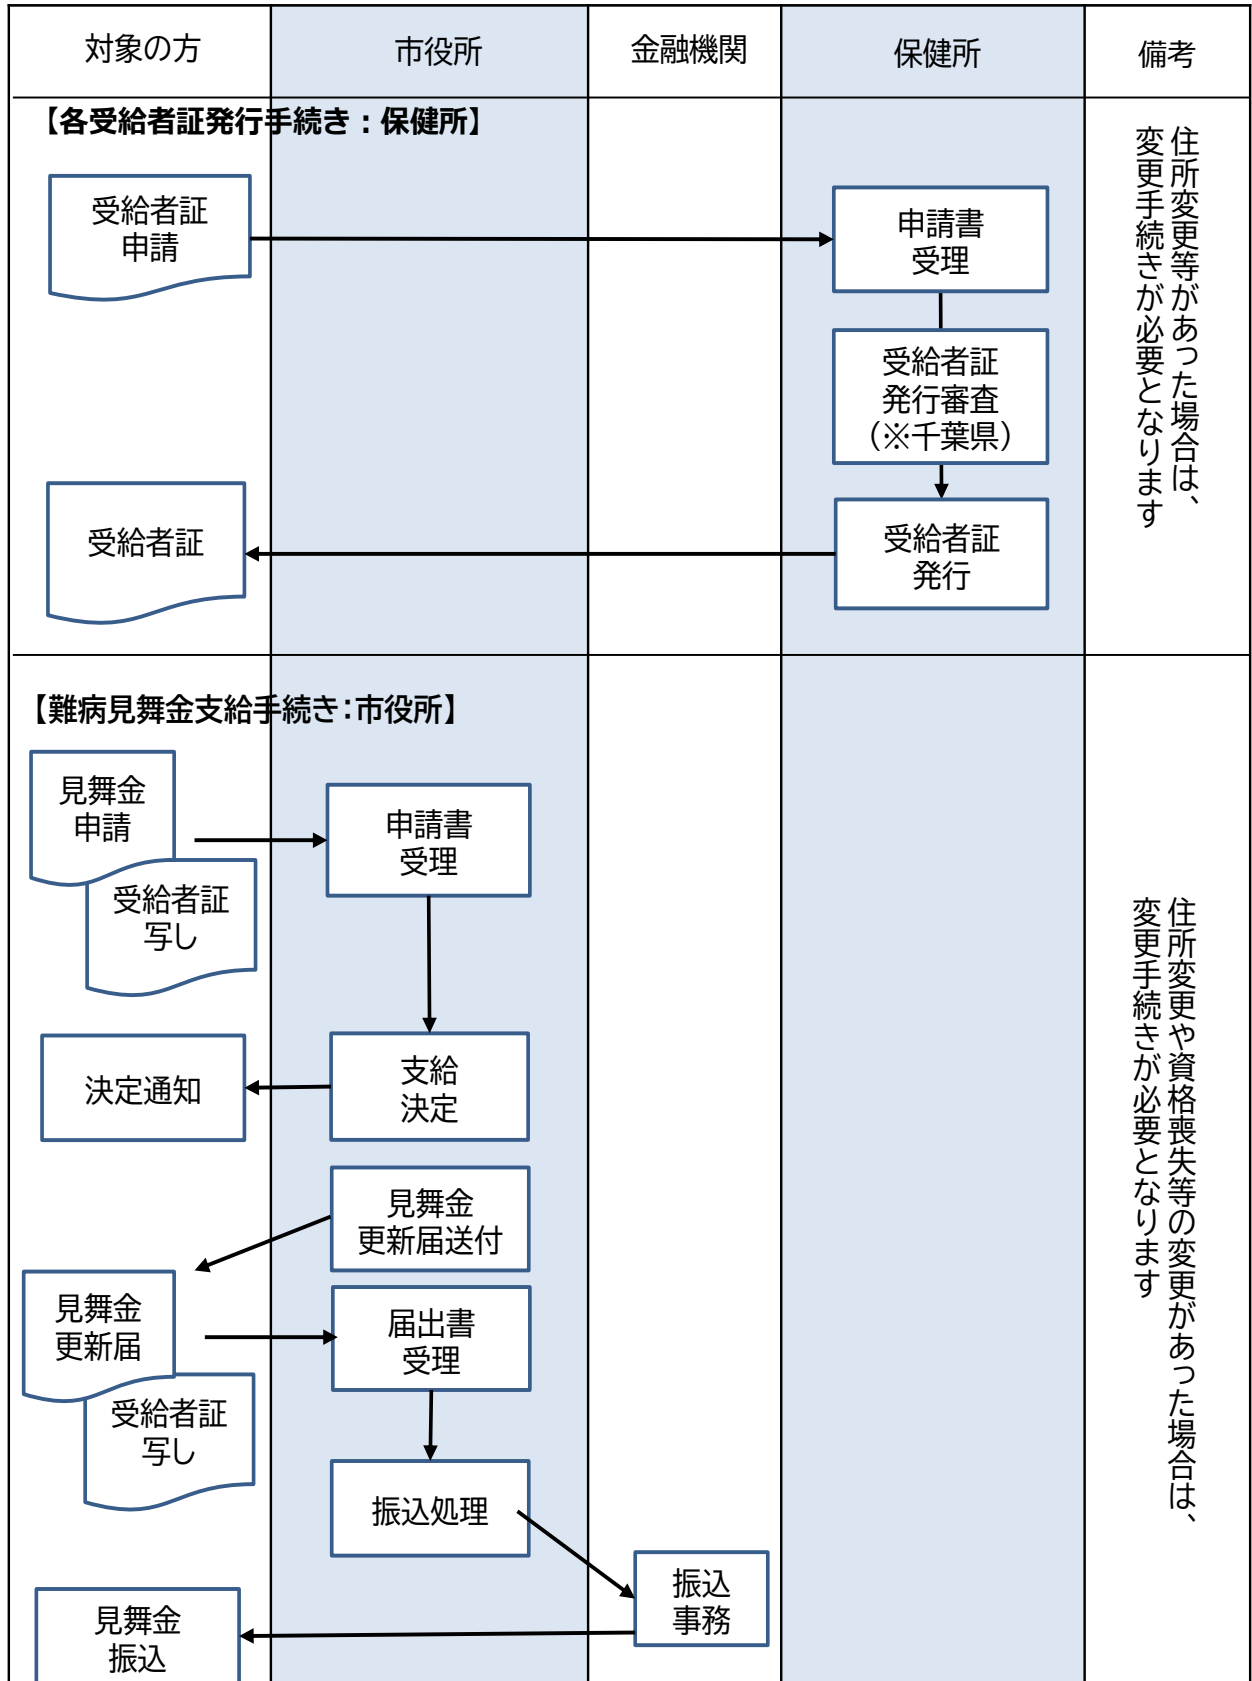 対象の方
市役所
金融機関
保健所
備考
【各受給者証発行手続き：保健所】
受給者証
申請
申請書
受理
受給者証
発行審査
（※千葉県）
受給者証
発行
受給者証
住所変更等があった場合は、
変更手続きが必要となります
【難病見舞金支給手続き：市役所】
見舞金
申請
受給者証
写し
申請書
受理
支給
決定
決定通知
見舞金
更新届送付
見舞金
更新届
受給者証
写し
届出書
受理
振込処理
振込
事務
見舞金
振込
住所変更や資格喪失等の変更があった場合は、
変更手続きが必要となります